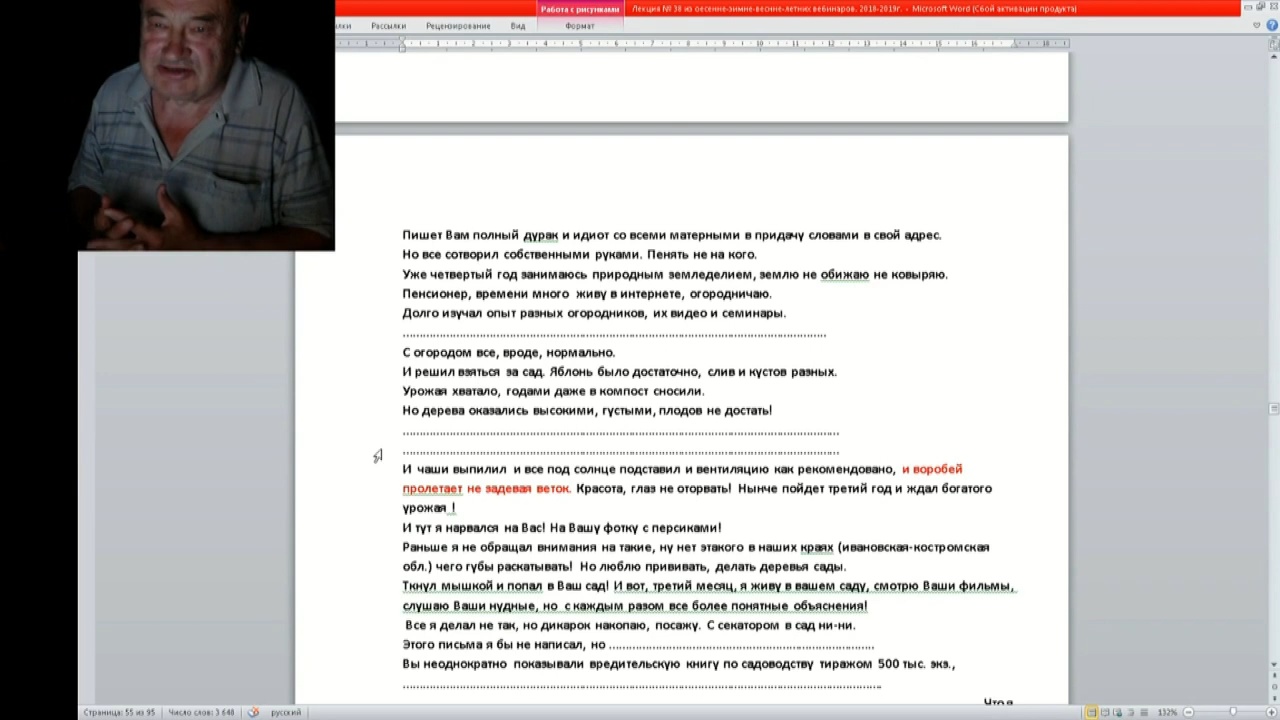 Работа с рисунками
Лекция № 38 из осенне-зимне-весне-летних вебинаров. 2018-2019г. - Microsoft Word (Сбой активации продукта)
Рассылки Рецензирование Вид Формат
Пишет Вам полный дурак и идиот со всеми матерными в придачу словами в свой адрес.
Но все сотворил собственными руками. Пенять не на кого.
Уже четвертый год занимаюсь природным земледелием, землю не обижаю не ковыряю.
Пенсионер, времени много живу в интернете, огородничаю.
Долго изучал опыт разных огородников, их видео и семинары.
С огородом все, вроде, нормально.
И решил взяться за сад. Яблонь было достаточно, слив и кустов разных.
Урожая хватало, годами даже в компост сносили.
Но дерева оказались высокими, густыми, плодов не достать!
И чаши выпилил и все под солнце подставил и вентиляцию как рекомендовано, и воробей
пролетает не задевая веток. Красота, глаз не оторвать! Нынче пойдет третий год и ждал богатого
урожая !
И тут я нарвался на Вас! На Вашу фотку с персиками!
Раньше я не обращал внимания на такие, ну нет этакого в наших краях (ивановская-костромская
обл.) чего губы раскатывать! Но люблю прививать, делать деревья сады.
Ткнул мышкой и попал в Ваш сад! И вот, третий месяц, я живу в вашем саду, смотрю Ваши фильмы,
слушаю Ваши нудные, но с каждым разом все более понятные объяснения!
Все я делал не так, но дикарок накопаю, посажу. С секатором в сад ни-ни.
Этого письма я бы не написал, но ...............
Вы неоднократно показывали вредительскую книгу по садоводству тиражом 500 тыс. экз.,
Страница: 55 из 95 Число слов: 3 648 русский 132%